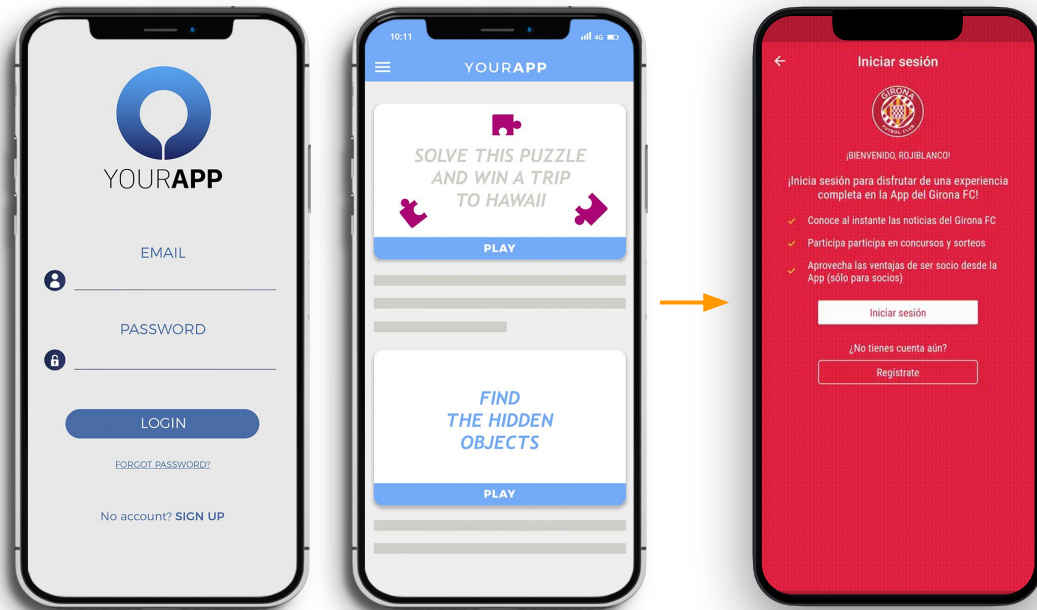 YOURAPP
EMAIL
PASSWORD
LOGIN
FORGOT PASSWORD?
No account? SIGN UP
10:11
4G
YOURAPP
SOLVE THIS PUZZLE
AND WIN A TRIP
TO HAWAII
PLAY
FIND
THE HIDDEN
OBJECTS
PLAY
Iniciar sesión
GIRONA
FUTBOL CLUB
¡BIENVENIDO, ROJIBLANCO!
¡Inicia sesión para disfrutar de una experiencia
completa en la App del Girona FC!
Conoce al instante las noticias del Girona FC
Participa participa en concursos y sorteos
Aprovecha las ventajas de ser socio desde la
App (sólo para socios)
Iniciar sesión
¿No tienes cuenta aún?
Regístrate